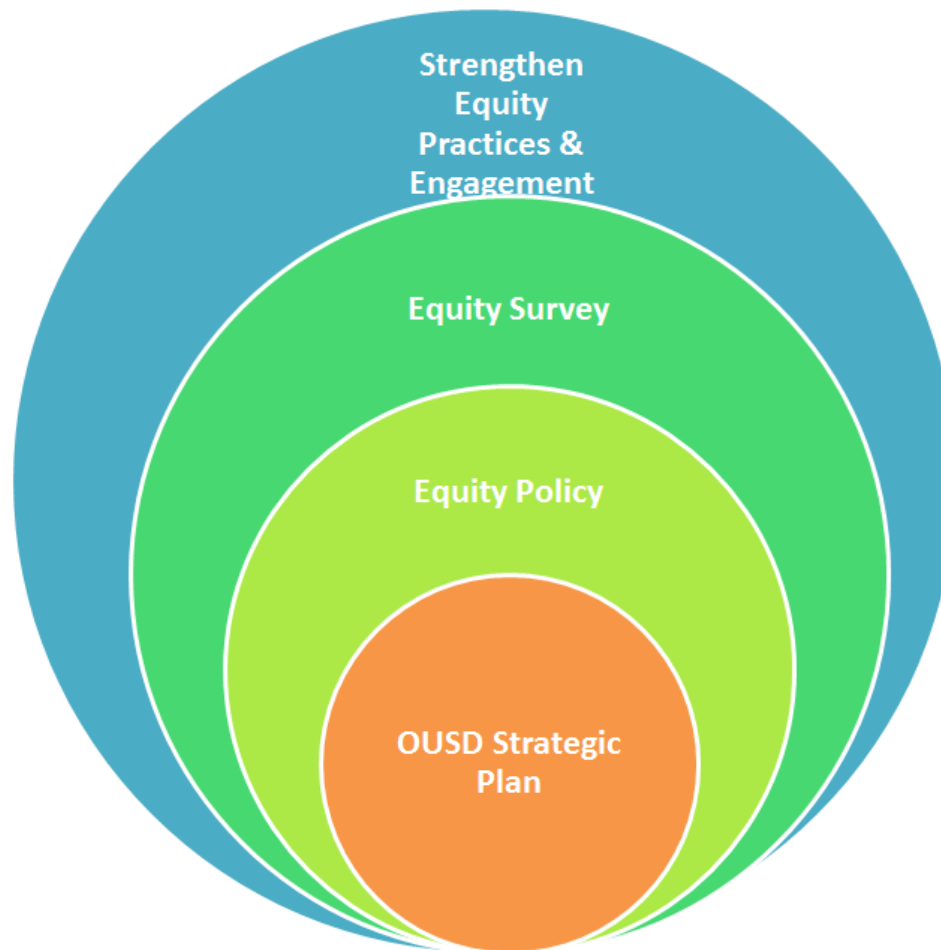 Strengthen
Equity
Practices &
Engagement
Equity Survey
Equity Policy
OUSD Strategic
Plan